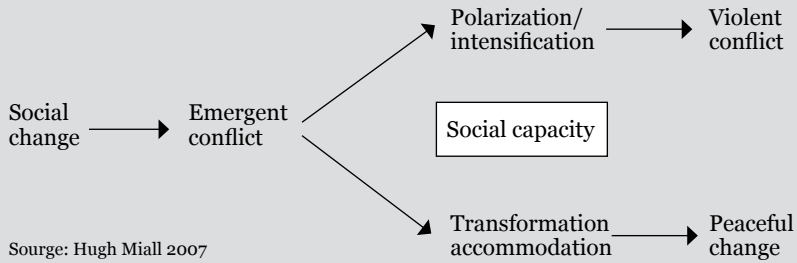 Social
change
Emergent
conflict
Polarization/
intensification
Violent
conflict
Social capacity
Transformation
accommodation
Peaceful
change
Sourge: Hugh Miall 2007